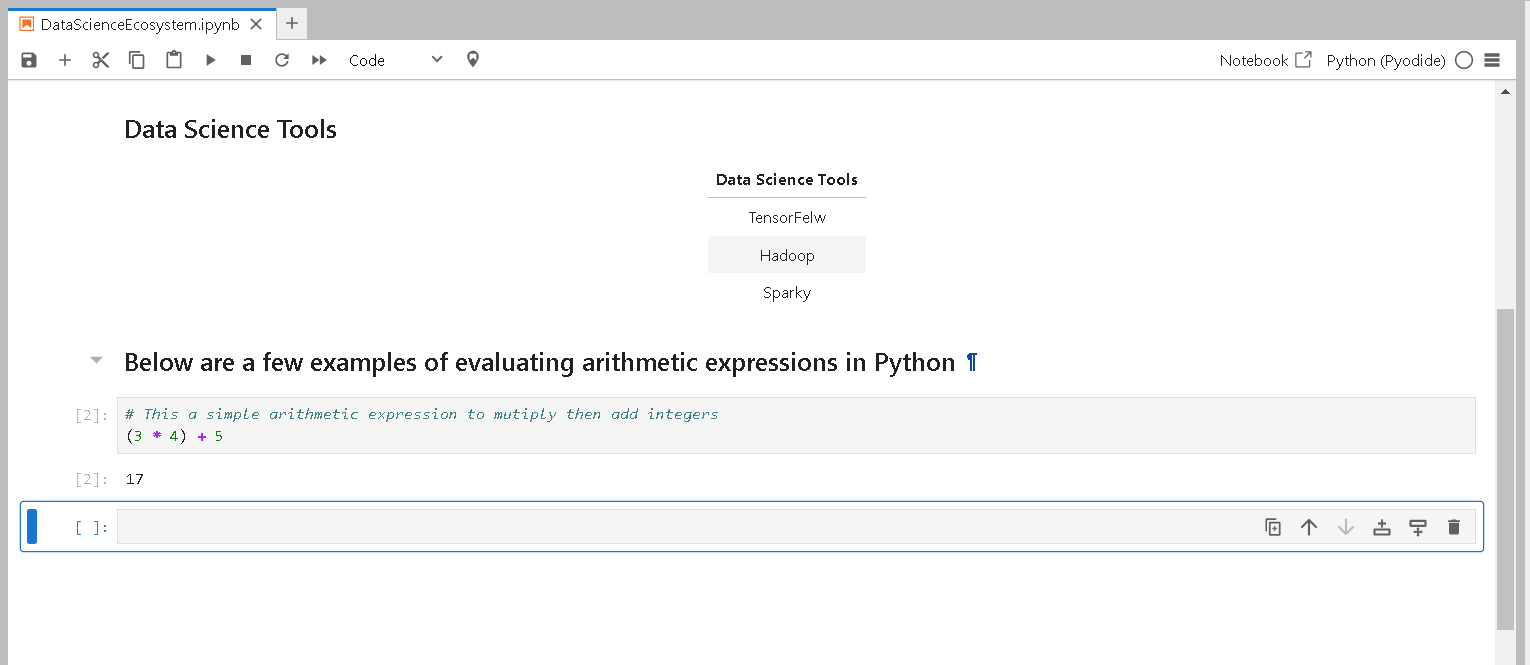 DataScienceEcosystem.ipynb
Code
Notebook
Python (Pyodide)
Data Science Tools
Data Science Tools
TensorFelw
Hadoop
Sparky
Below are a few examples of evaluating arithmetic expressions in Python ¶
[2]: # This a simple arithmetic expression to mutiply then add integers
(3 * 4) + 5
[2]: 17
[ ]: